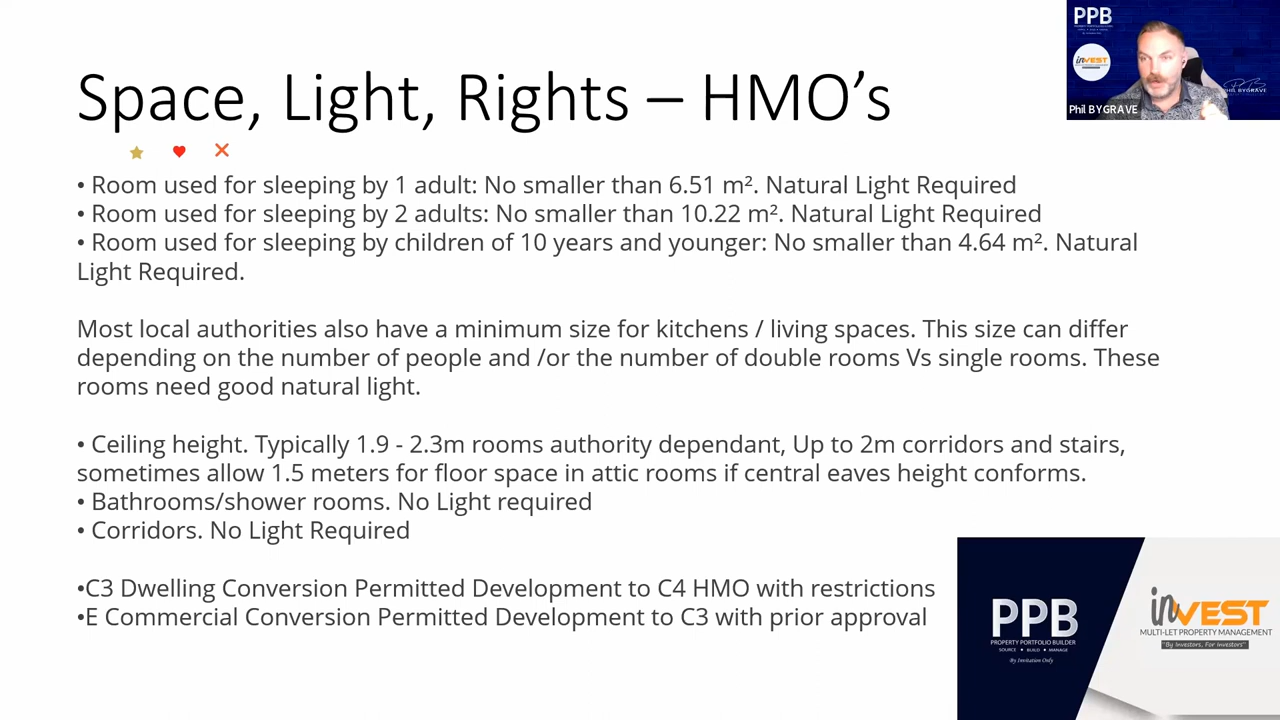 Space, Light, Rights – HMO’s
• Room used for sleeping by 1 adult: No smaller than 6.51 m². Natural Light Required
• Room used for sleeping by 2 adults: No smaller than 10.22 m². Natural Light Required
• Room used for sleeping by children of 10 years and younger: No smaller than 4.64 m². Natural
Light Required.
Most local authorities also have a minimum size for kitchens / living spaces. This size can differ
depending on the number of people and /or the number of double rooms Vs single rooms. These
rooms need good natural light.
• Ceiling height. Typically 1.9 - 2.3m rooms authority dependant, Up to 2m corridors and stairs,
sometimes allow 1.5 meters for floor space in attic rooms if central eaves height conforms.
• Bathrooms/shower rooms. No Light required
• Corridors. No Light Required
•C3 Dwelling Conversion Permitted Development to C4 HMO with restrictions
•E Commercial Conversion Permitted Development to C3 with prior approval
PPB
inVEST
PHIL BYGRAVE
Phil BYGRAVE
PPB
PROPERTY PORTFOLIO BUILDER
SOURCE • BUILD • MANAGE
By Invitation Only
inVEST
MULTI-LET PROPERTY MANAGEMENT
"By Investors, For Investors"